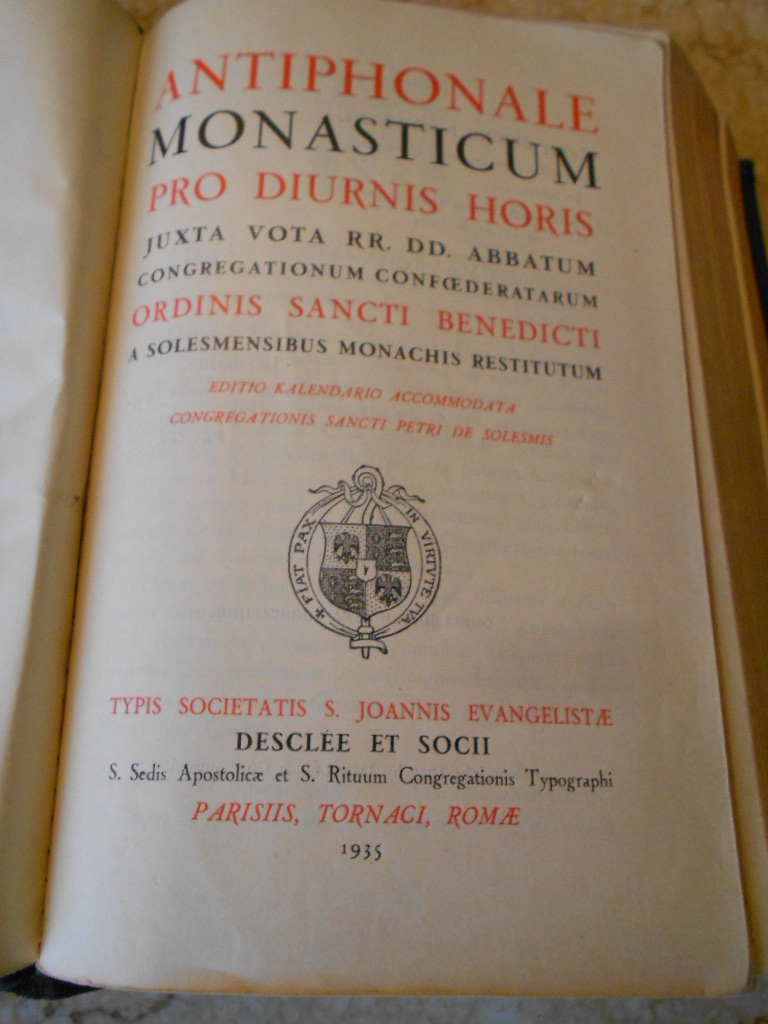 ANTIPHONALE
MONASTICUM
PRO DIURNIS HORIS
JUXTA VOTA RR. DD. ABBATUM
CONGREGATIONUM CONFŒDERATARUM
ORDINIS SANCTI BENEDICTI
A SOLESMENSIBUS MONACHIS RESTITUTUM
EDITIO KALENDARIO ACCOMMODATA
CONGREGATIONIS SANCTI PETRI DE SOLESMIS
✠ FIAT PAX IN VIRTVTE TVA.
TYPIS SOCIETATIS S. JOANNIS EVANGELISTÆ
DESCLÉE ET SOCII
S. Sedis Apostolicæ et S. Rituum Congregationis Typographi
PARISIIS, TORNACI, ROMÆ
1935